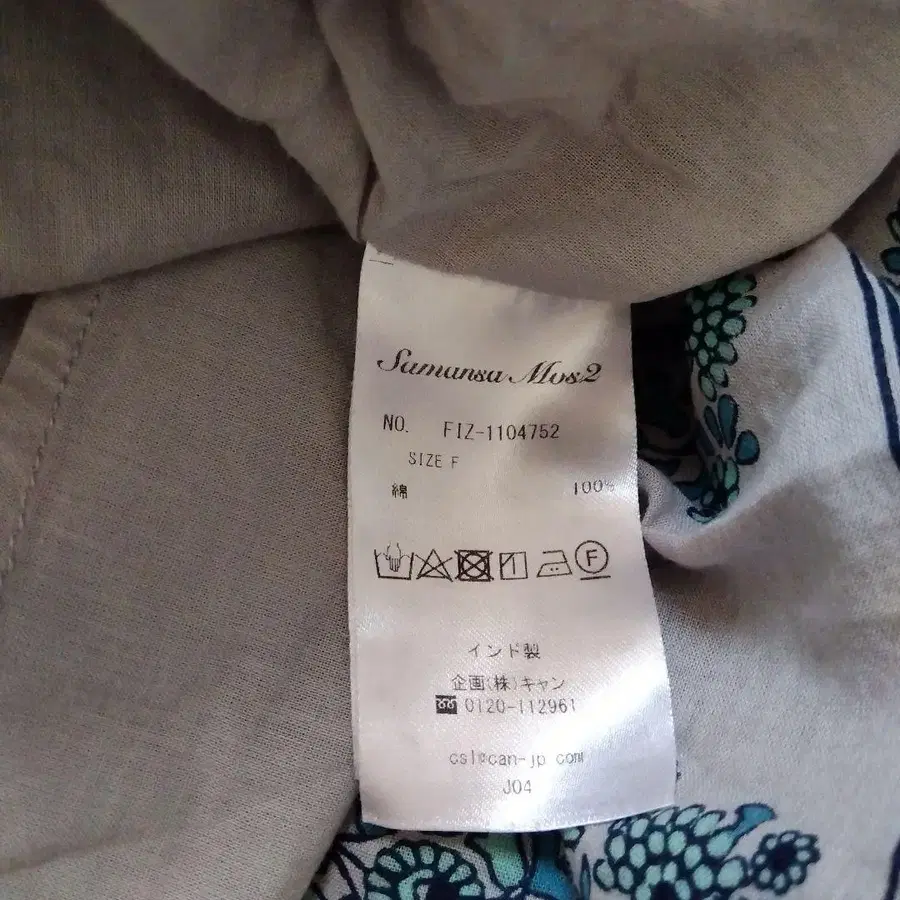 Samansa Mos2
NO. FIZ-1104752
SIZE F
綿 100%
F
インド製
企画(株)キャン
0120-112961
csl@can-jp.com
J04